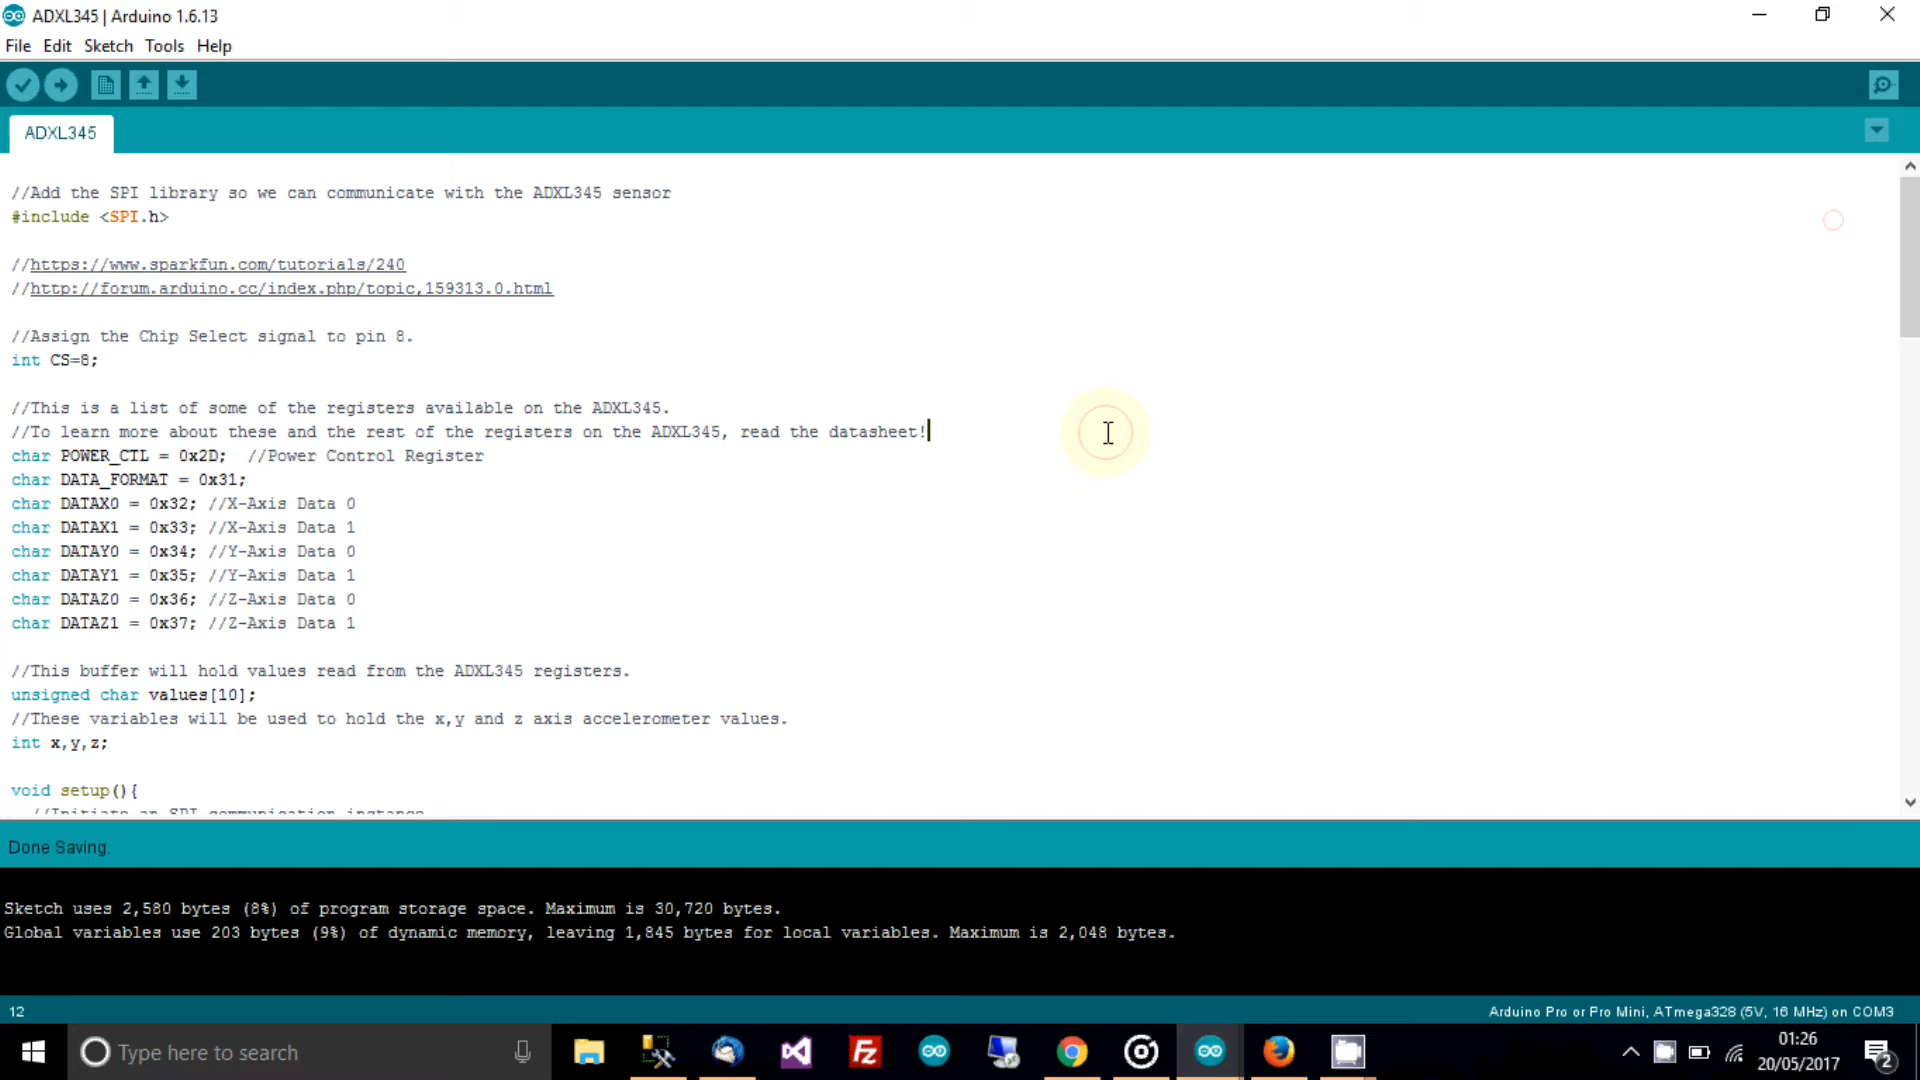 ADXL345 | Arduino 1.6.13
File Edit Sketch Tools Help
ADXL345
//Add the SPI library so we can communicate with the ADXL345 sensor
#include <SPI.h>
//https://www.sparkfun.com/tutorials/240
//http://forum.arduino.cc/index.php/topic,159313.0.html
//Assign the Chip Select signal to pin 8.
int CS=8;
//This is a list of some of the registers available on the ADXL345.
//To learn more about these and the rest of the registers on the ADXL345, read the datasheet!
char POWER_CTL = 0x2D;  //Power Control Register
char DATA_FORMAT = 0x31;
char DATAX0 = 0x32; //X-Axis Data 0
char DATAX1 = 0x33; //X-Axis Data 1
char DATAY0 = 0x34; //Y-Axis Data 0
char DATAY1 = 0x35; //Y-Axis Data 1
char DATAZ0 = 0x36; //Z-Axis Data 0
char DATAZ1 = 0x37; //Z-Axis Data 1
//This buffer will hold values read from the ADXL345 registers.
unsigned char values[10];
//These variables will be used to hold the x,y and z axis accelerometer values.
int x,y,z;
void setup(){
//Initiate an SPI communication instance
Done Saving.
Sketch uses 2,580 bytes (8%) of program storage space. Maximum is 30,720 bytes.
Global variables use 203 bytes (9%) of dynamic memory, leaving 1,845 bytes for local variables. Maximum is 2,048 bytes.
12
Arduino Pro or Pro Mini, ATmega328 (5V, 16 MHz) on COM3
Type here to search
Fz
01:26
20/05/2017
2